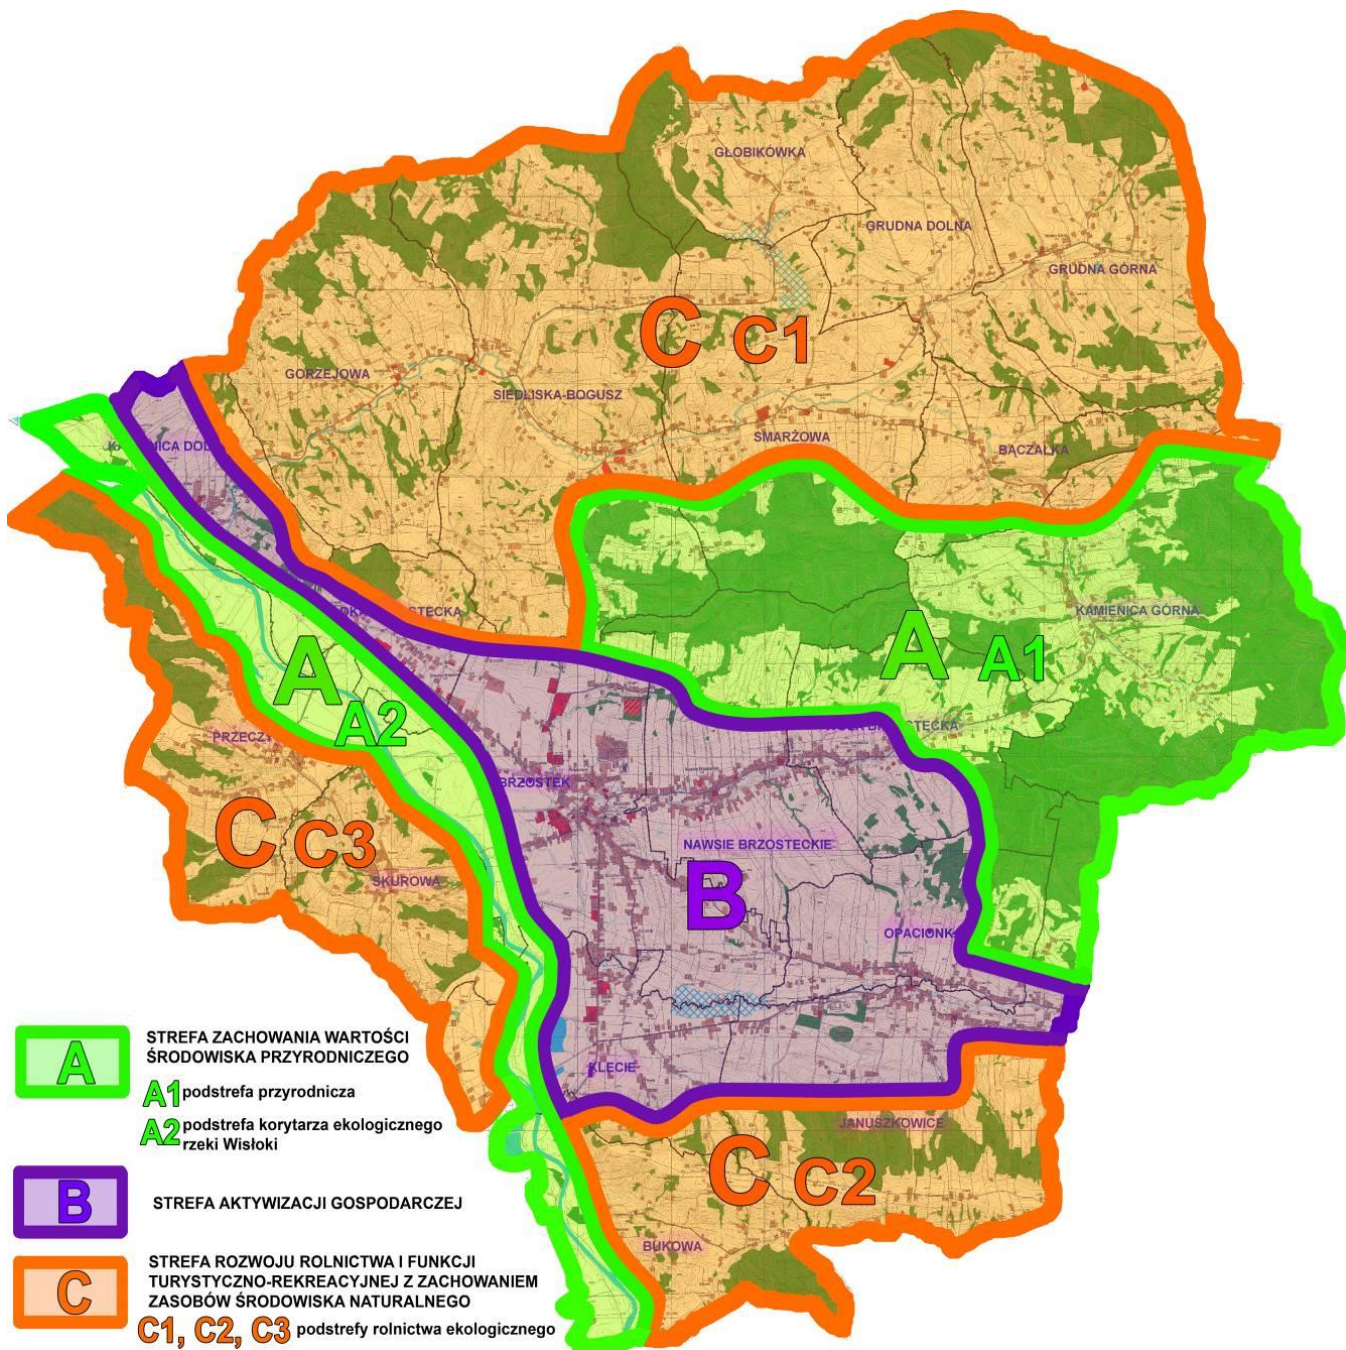 GŁOBIKÓWKA
GRUDNA DOLNA
GRUDNA GÓRNA
C C1
GORZEJOWA
SIEDLISKA-BOGUSZ
SMARŻOWA
BĄCZAŁKA
KAMIENICA GÓRNA
A A1
A
A2
PRZECZY
BRZOSTEK
C C3
SKUROWA
NAWSIE BRZOSTECKIE
B
OPACIONK
KLECIE
JANUSZKOWICE
C C2
BUKOWA
A
STREFA ZACHOWANIA WARTOŚCI
ŚRODOWISKA PRZYRODNICZEGO
A1 podstrefa przyrodnicza
A2 podstrefa korytarza ekologicznego
rzeki Wisłoki
B
STREFA AKTYWIZACJI GOSPODARCZEJ
C
STREFA ROZWOJU ROLNICTWA I FUNKCJI
TURYSTYCZNO-REKREACYJNEJ Z ZACHOWANIEM
ZASOBÓW ŚRODOWISKA NATURALNEGO
C1, C2, C3 podstrefy rolnictwa ekologicznego